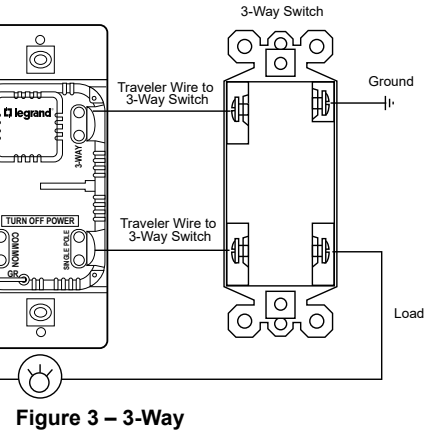 3-Way Switch
Traveler Wire to
3-Way Switch
Ground
legrand
3-WAY
TURN OFF POWER
COMMON
SINGLE POLE
GR
Traveler Wire to
3-Way Switch
Load
Figure 3 – 3-Way